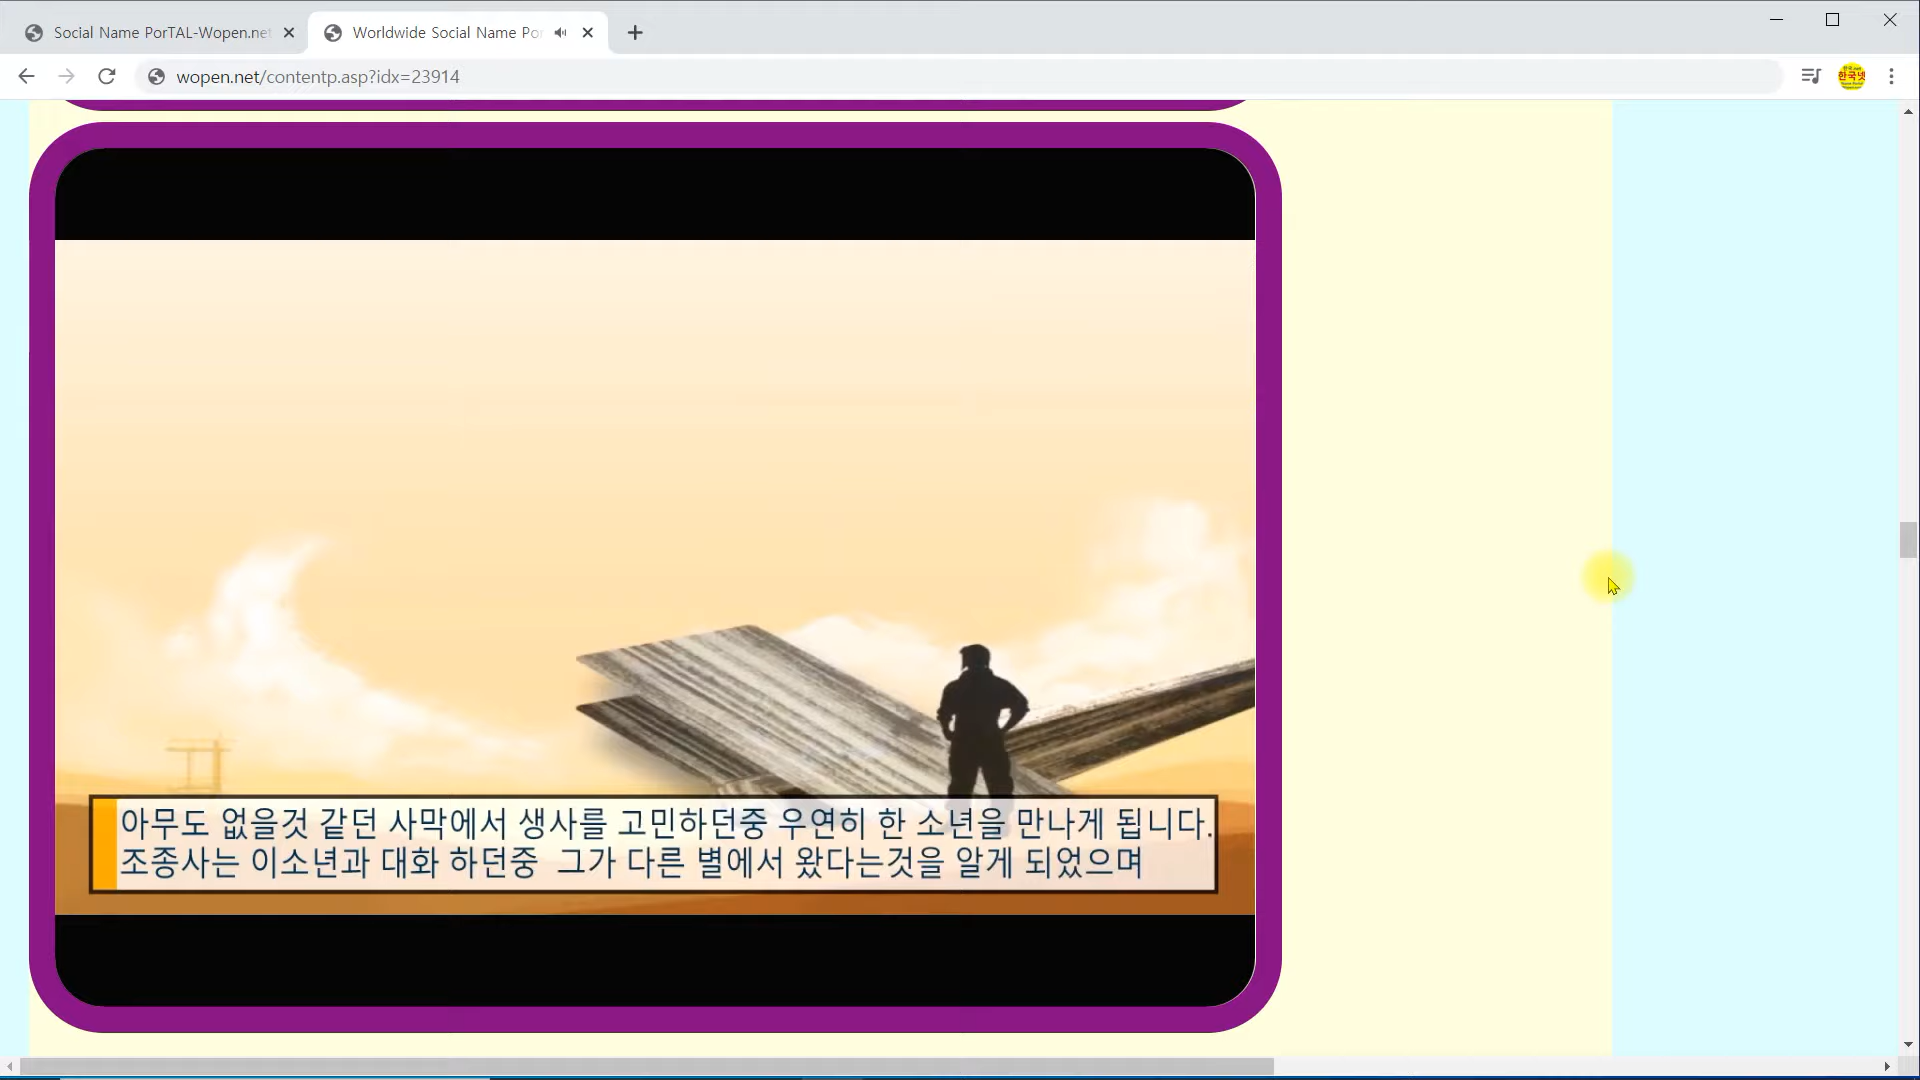 Social Name PorTAL-Wopen.net
Worldwide Social Name Po
wopen.net/contentp.asp?idx=23914
한국넷
아무도 없을것 같던 사막에서 생사를 고민하던중 우연히 한 소년을 만나게 됩니다.
조종사는 이소년과 대화 하던중 그가 다른 별에서 왔다는것을 알게 되었으며